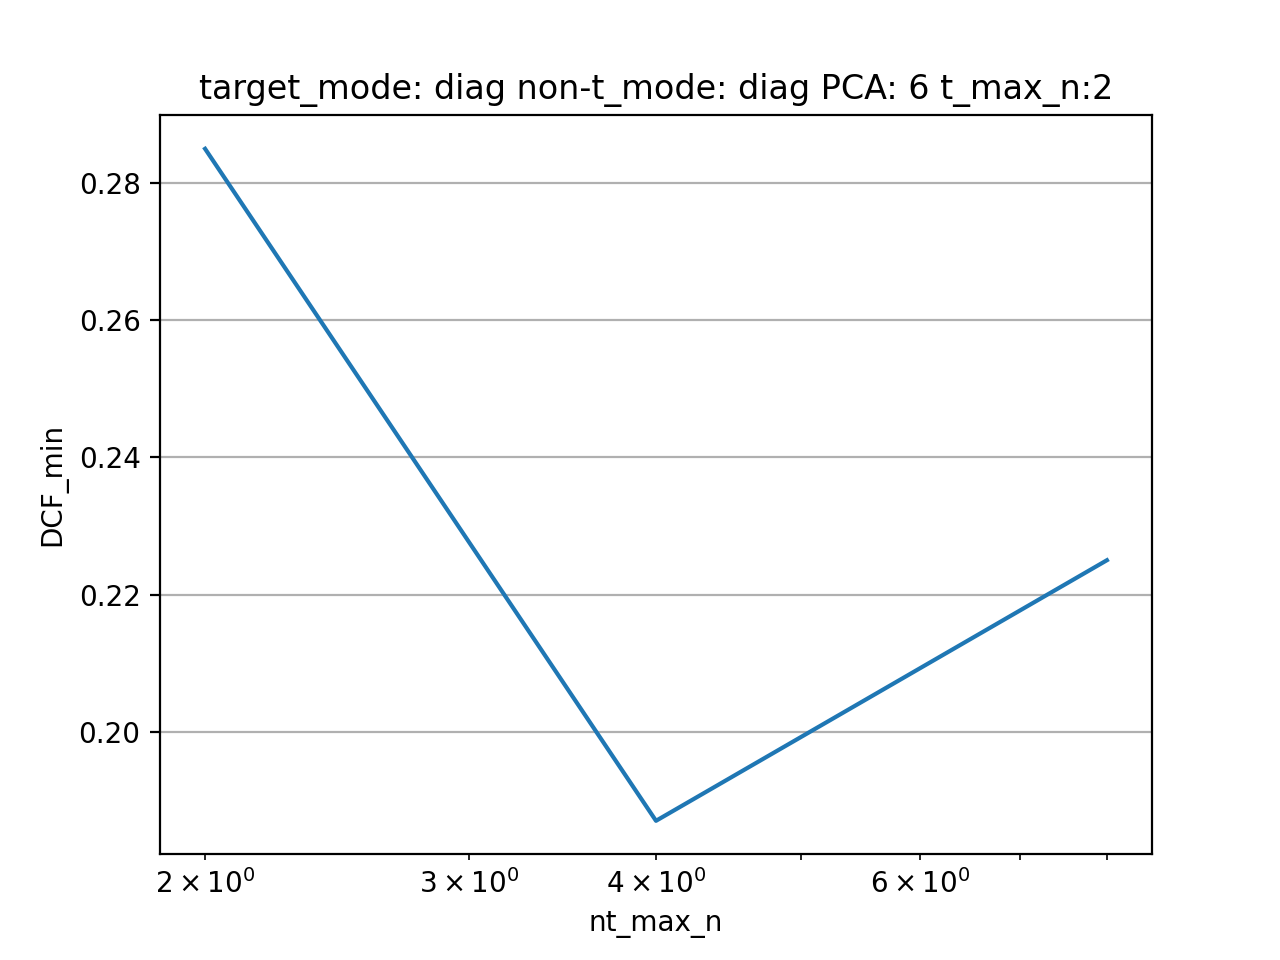 target_mode: diag non-t_mode: diag PCA: 6 t_max_n:2
0.28
0.26
0.24
0.22
0.20
DCF_min
2 × 10⁰ 3 × 10⁰ 4 × 10⁰ 6 × 10⁰
nt_max_n